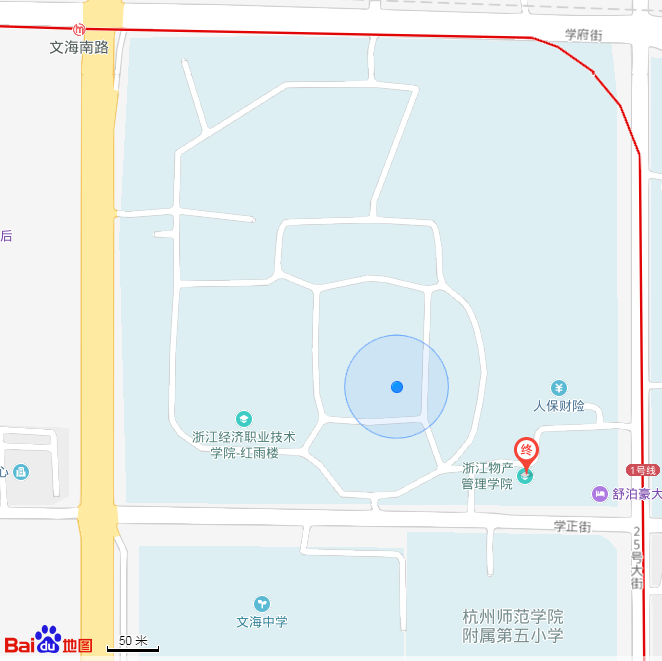 学府街
文海南路
后
人保财险
浙江经济职业技术
学院-红雨楼
终
浙江物产
管理学院
1号线
心
舒泊豪大
学正街
25号大街
文海中学
杭州师范学院
附属第五小学
Bai du 地图
50 米